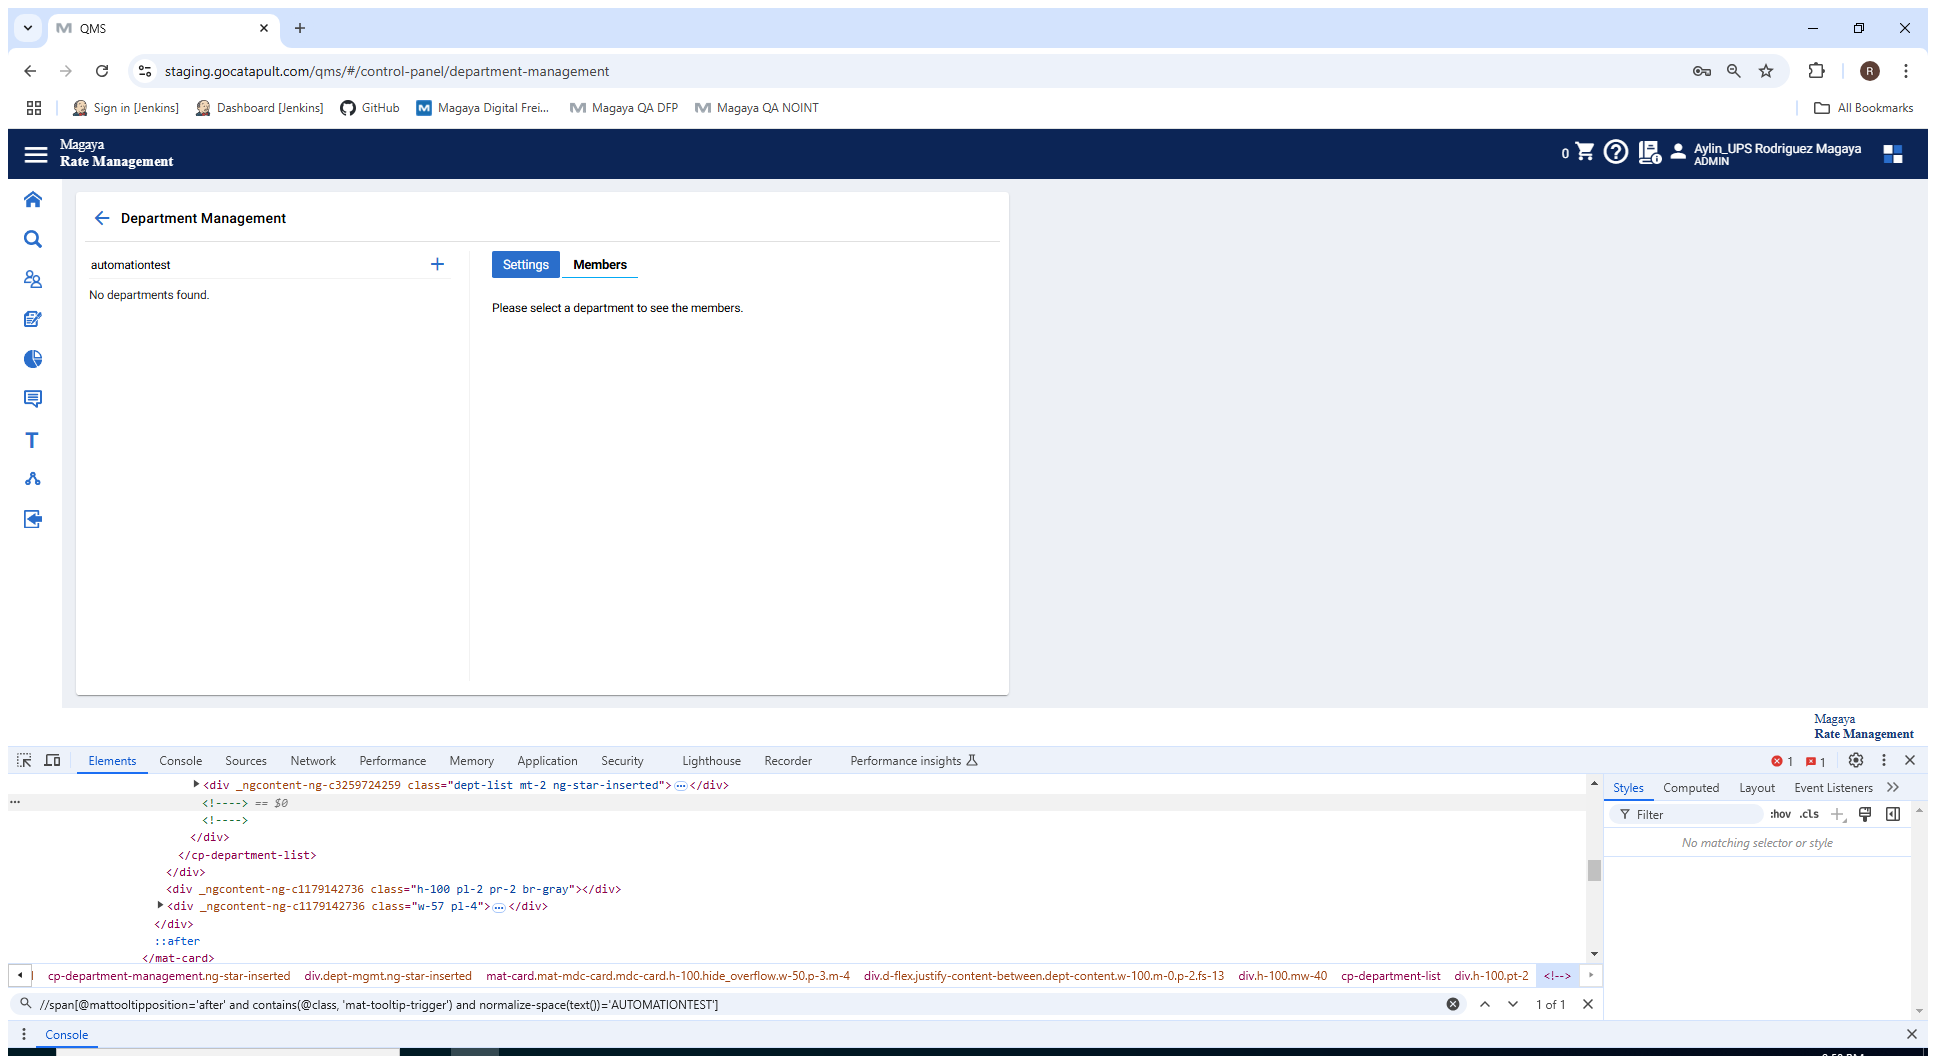 QMS
staging.gocatapult.com/qms/#/control-panel/department-management
R
Sign in [Jenkins]
Dashboard [Jenkins]
GitHub
Magaya Digital Frei...
Magaya QA DFP
Magaya QA NOINT
All Bookmarks
Magaya
Rate Management
0
Aylin_UPS Rodriguez Magaya
ADMIN
Department Management
automationtest
Settings
Members
No departments found.
Please select a department to see the members.
T
Magaya
Rate Management
Elements Console Sources Network Performance Memory Application Security Lighthouse Recorder Performance insights
1 1
<div _ngcontent-ng-c3259724259 class="dept-list mt-2 ng-star-inserted">…</div>
<!----> == $0
<!---->
</div>
</cp-department-list>
</div>
<div _ngcontent-ng-c1179142736 class="h-100 pl-2 pr-2 br-gray"></div>
<div _ngcontent-ng-c1179142736 class="w-57 pl-4">…</div>
</div>
::after
</mat-card>
Styles Computed Layout Event Listeners
Filter
:hov .cls
No matching selector or style
cp-department-management.ng-star-inserted div.dept-mgmt.ng-star-inserted mat-card.mat-mdc-card.mdc-card.h-100.hide_overflow.w-50.p-3.m-4 div.d-flex.justify-content-between.dept-content.w-100.m-0.p-2.fs-13 div.h-100.mw-40 cp-department-list div.h-100.pt-2 <!-->
//span[@mattooltipposition='after' and contains(@class, 'mat-tooltip-trigger') and normalize-space(text())='AUTOMATIONTEST']
1 of 1
Console